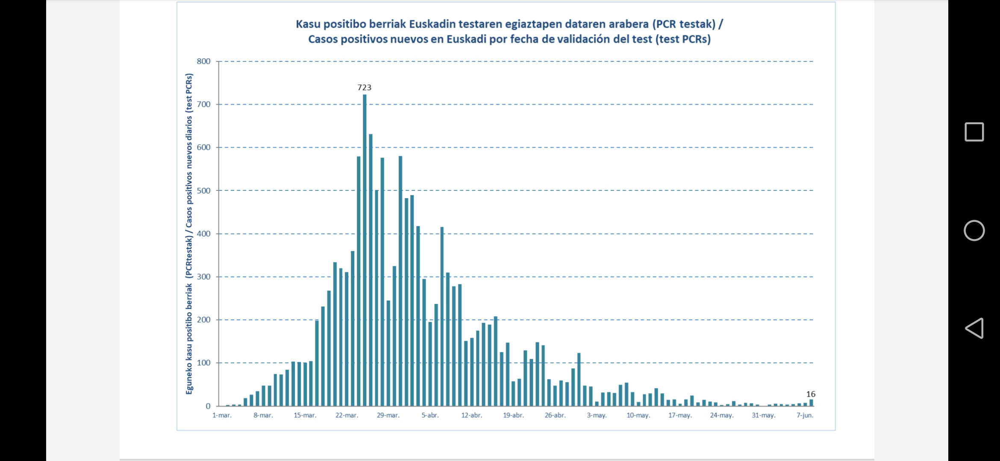 Kasu positibo berriak Euskadin testaren egiaztapen dataren arabera (PCR testak) /
Casos positivos nuevos en Euskadi por fecha de validación del test (test PCRs)
Eguneko kasu positibo berriak (PCRtestak) / Casos positivos nuevos diarios (test PCRs)
800
700
600
500
400
300
200
100
0
723
16
1-mar. 8-mar. 15-mar. 22-mar. 29-mar. 5-abr. 12-abr. 19-abr. 26-abr. 3-may. 10-may. 17-may. 24-may. 31-may. 7-jun.